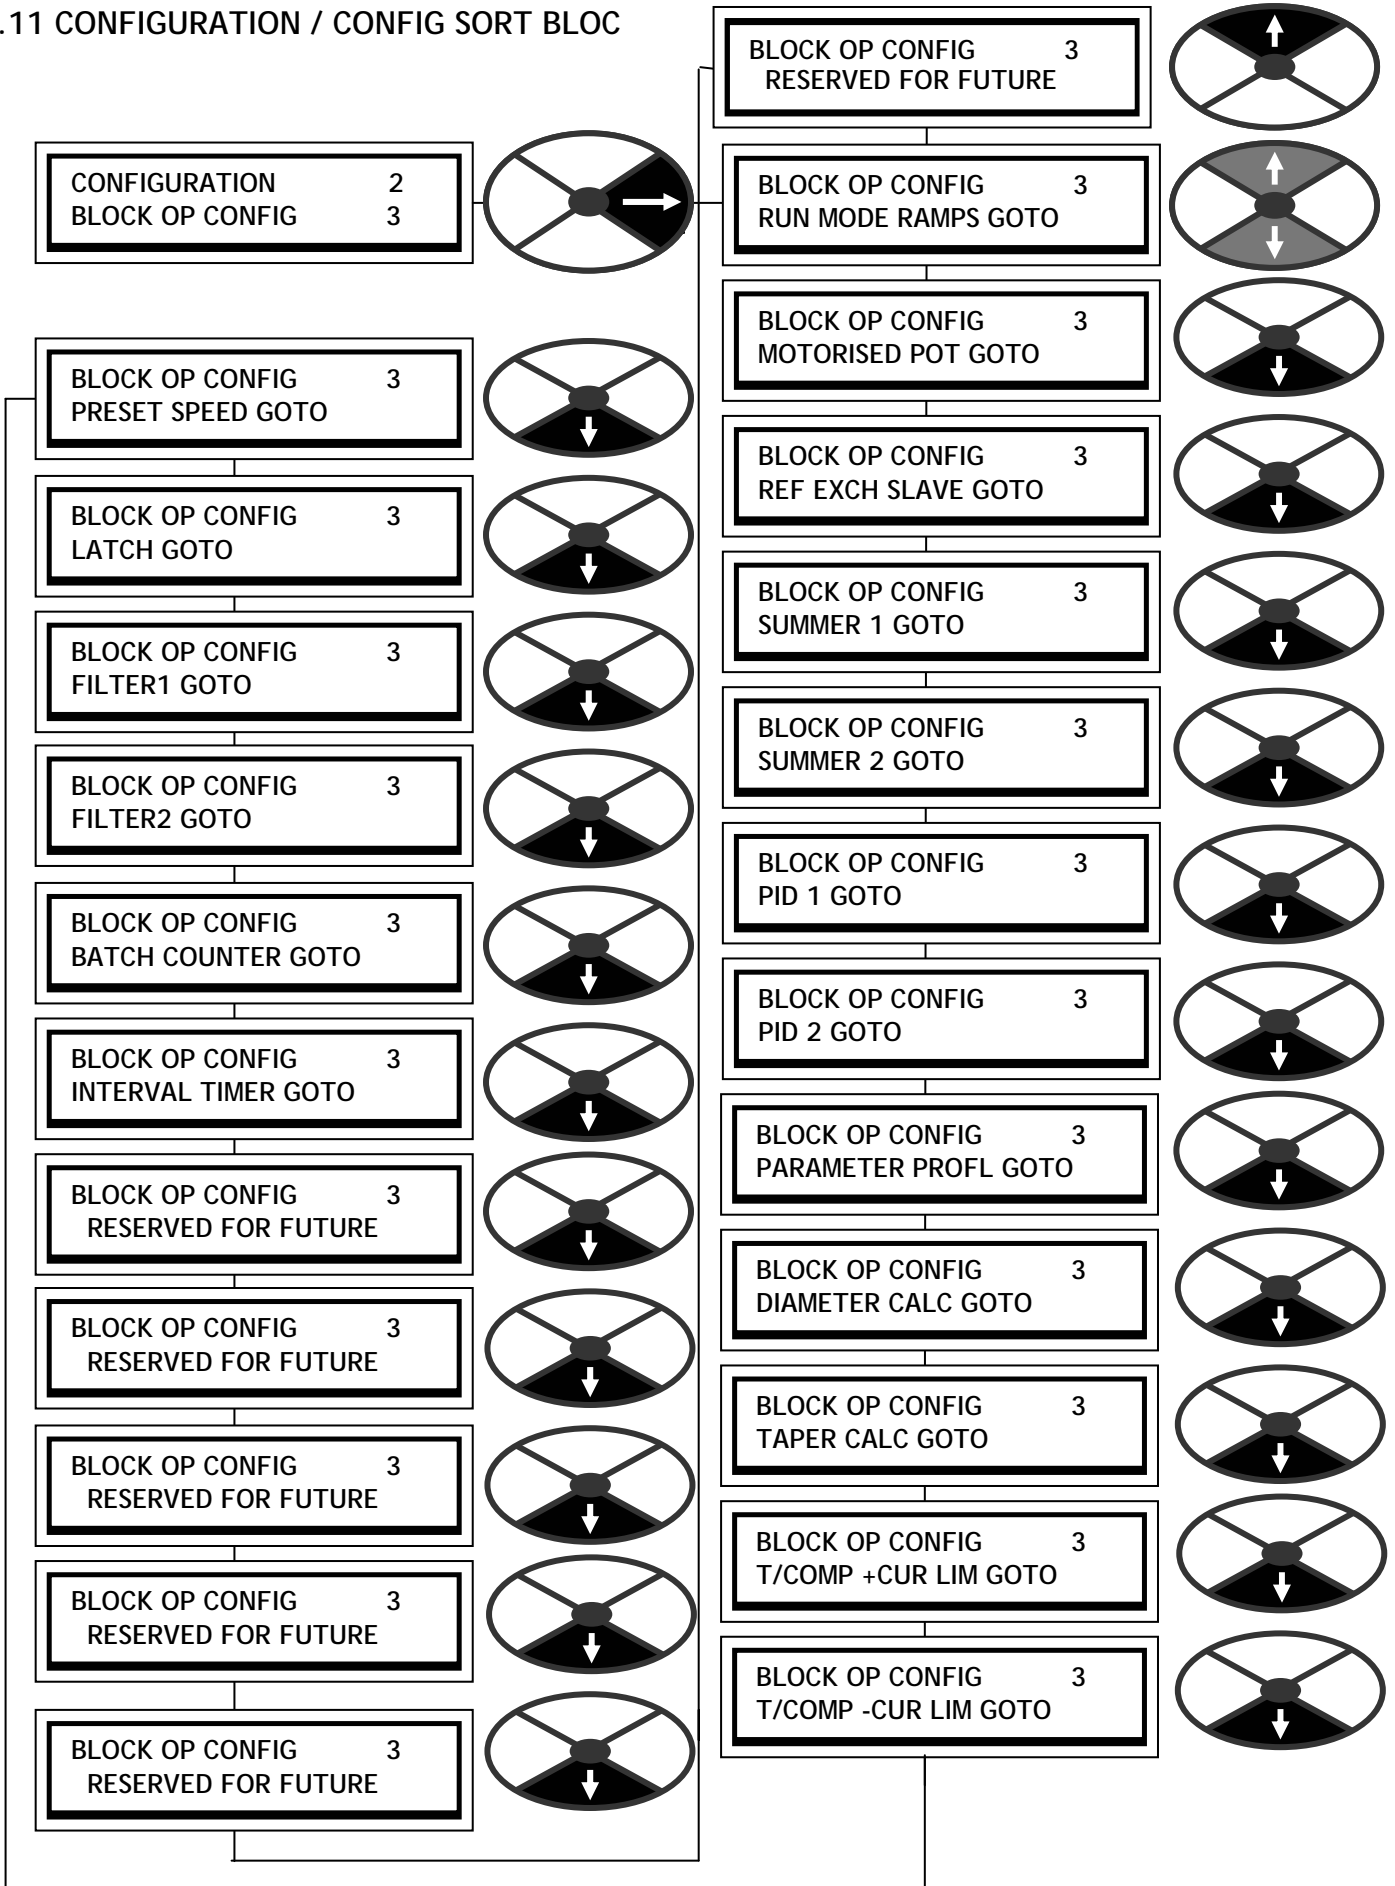 .11 CONFIGURATION / CONFIG SORT BLOC
CONFIGURATION 2
BLOCK OP CONFIG 3
BLOCK OP CONFIG 3
PRESET SPEED GOTO
BLOCK OP CONFIG 3
LATCH GOTO
BLOCK OP CONFIG 3
FILTER1 GOTO
BLOCK OP CONFIG 3
FILTER2 GOTO
BLOCK OP CONFIG 3
BATCH COUNTER GOTO
BLOCK OP CONFIG 3
INTERVAL TIMER GOTO
BLOCK OP CONFIG 3
RESERVED FOR FUTURE
BLOCK OP CONFIG 3
RESERVED FOR FUTURE
BLOCK OP CONFIG 3
RESERVED FOR FUTURE
BLOCK OP CONFIG 3
RESERVED FOR FUTURE
BLOCK OP CONFIG 3
RESERVED FOR FUTURE
BLOCK OP CONFIG 3
RESERVED FOR FUTURE
BLOCK OP CONFIG 3
RUN MODE RAMPS GOTO
BLOCK OP CONFIG 3
MOTORISED POT GOTO
BLOCK OP CONFIG 3
REF EXCH SLAVE GOTO
BLOCK OP CONFIG 3
SUMMER 1 GOTO
BLOCK OP CONFIG 3
SUMMER 2 GOTO
BLOCK OP CONFIG 3
PID 1 GOTO
BLOCK OP CONFIG 3
PID 2 GOTO
BLOCK OP CONFIG 3
PARAMETER PROFL GOTO
BLOCK OP CONFIG 3
DIAMETER CALC GOTO
BLOCK OP CONFIG 3
TAPER CALC GOTO
BLOCK OP CONFIG 3
T/COMP +CUR LIM GOTO
BLOCK OP CONFIG 3
T/COMP -CUR LIM GOTO